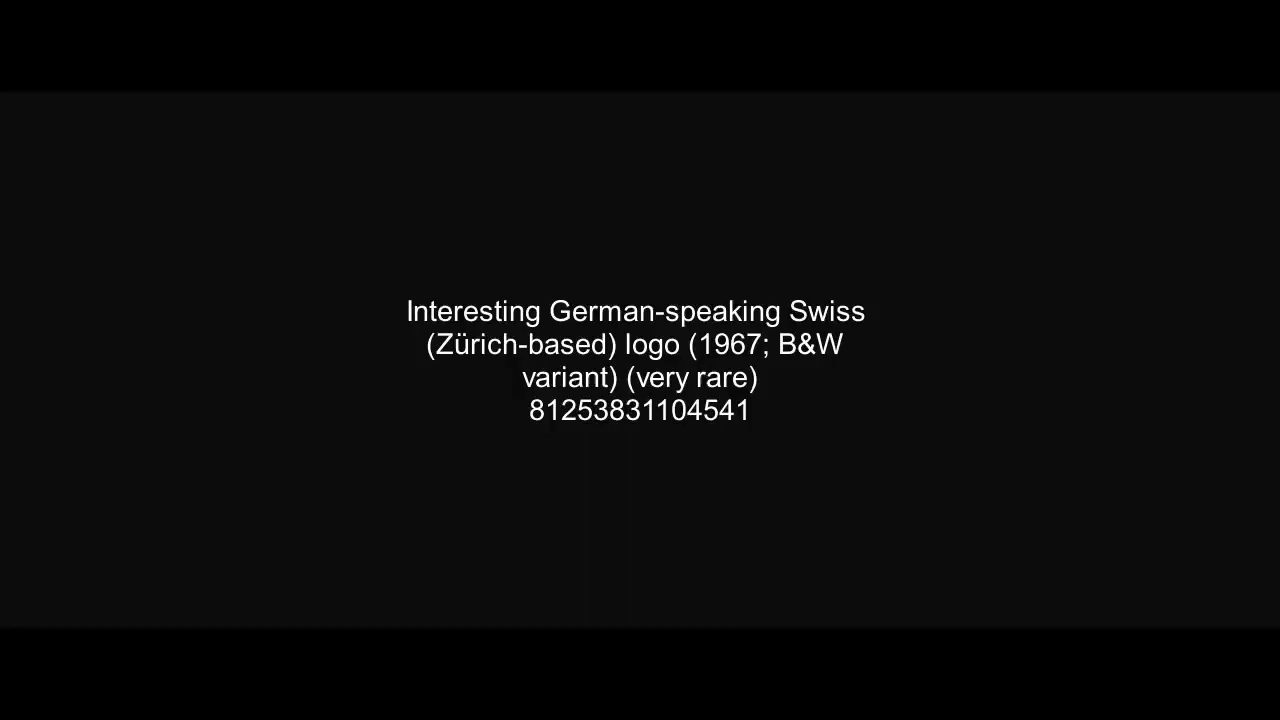 Interesting German-speaking Swiss
(Zürich-based) logo (1967; B&W
variant) (very rare)
81253831104541